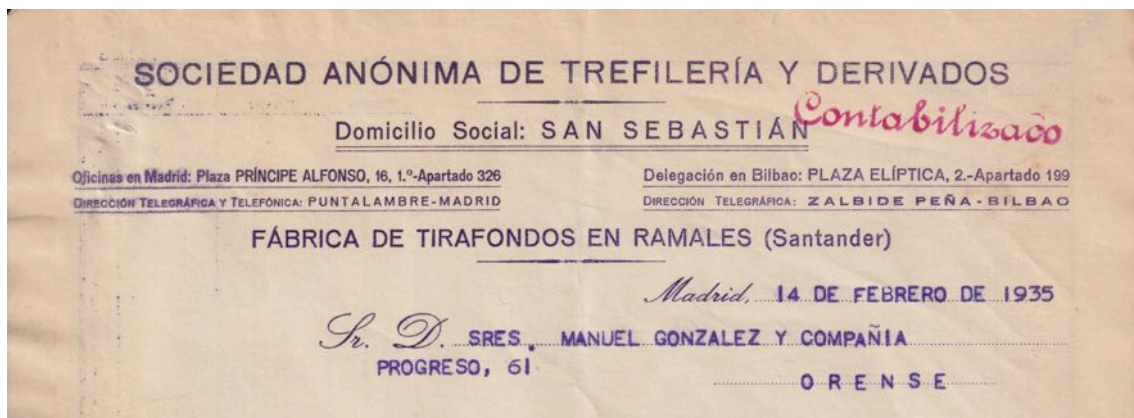 SOCIEDAD ANÓNIMA DE TREFILERÍA Y DERIVADOS
Contabilizado
Domicilio Social: SAN SEBASTIÁN
Oficinas en Madrid: Plaza PRÍNCIPE ALFONSO, 16, 1.º-Apartado 326
DIRECCIÓN TELEGRÁFICA Y TELEFÓNICA: PUNTALAMBRE-MADRID
Delegación en Bilbao: PLAZA ELÍPTICA, 2.-Apartado 199
DIRECCIÓN TELEGRÁFICA: ZALBIDE PEÑA-BILBAO
FÁBRICA DE TIRAFONDOS EN RAMALES (Santander)
Madrid, 14 DE FEBRERO DE 1935
Sr. D. SRES. MANUEL GONZALEZ Y COMPAÑIA
PROGRESO, 61
ORENSE